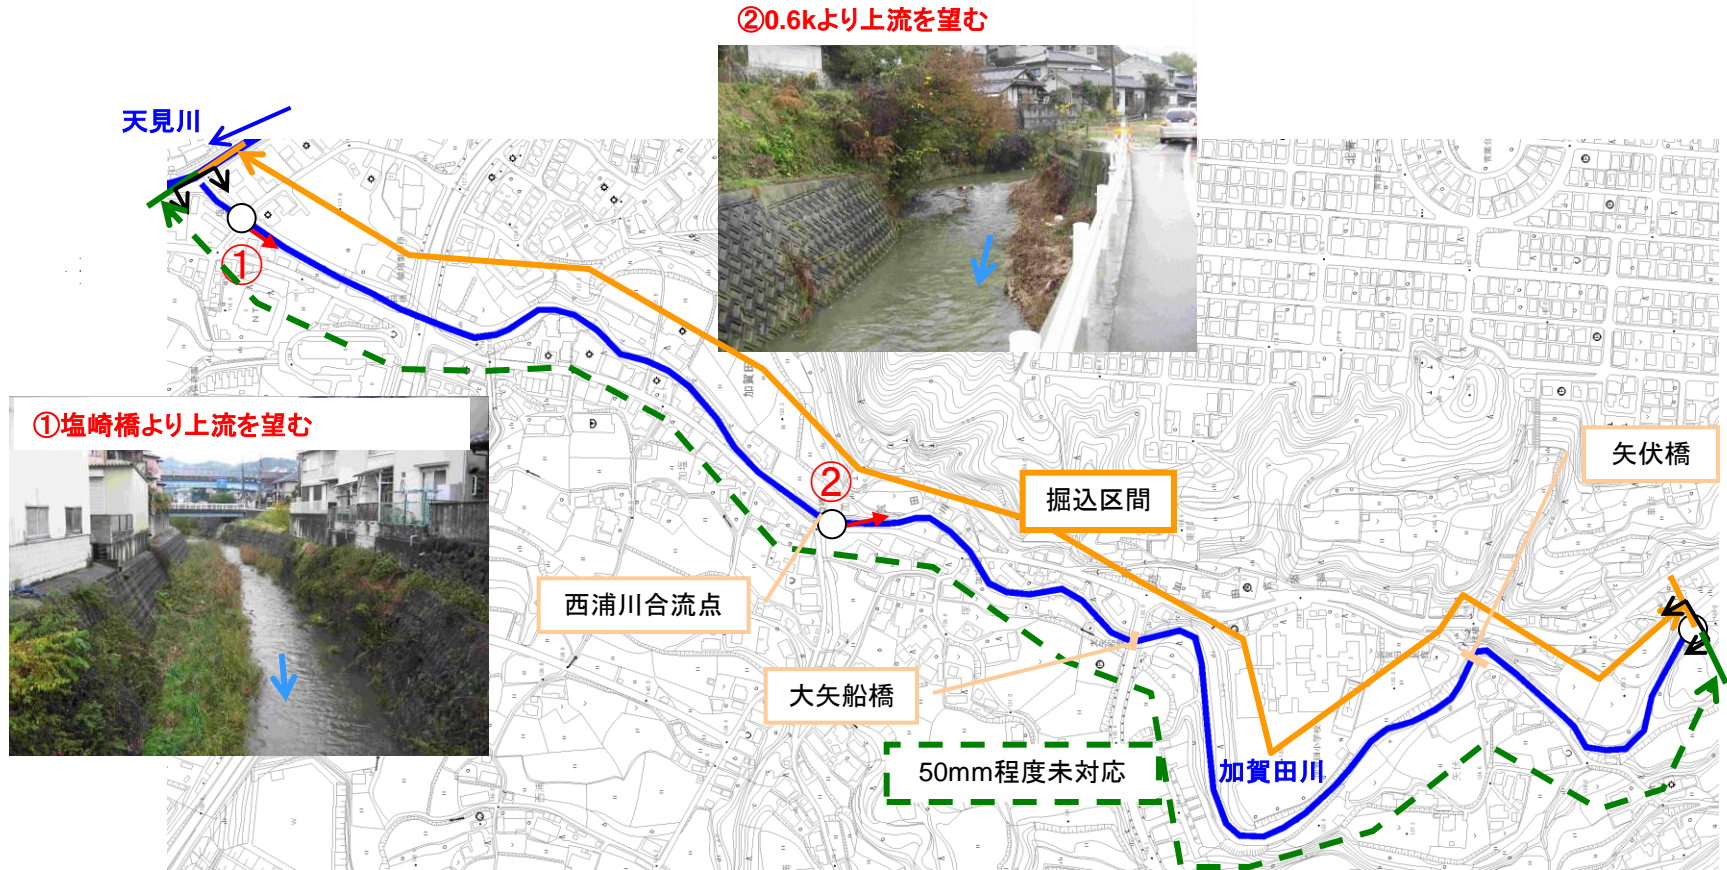 ②0.6kより上流を望む
天見川
①
①塩崎橋より上流を望む
②
掘込区間
矢伏橋
西浦川合流点
大矢船橋
50mm程度未対応
加賀田川